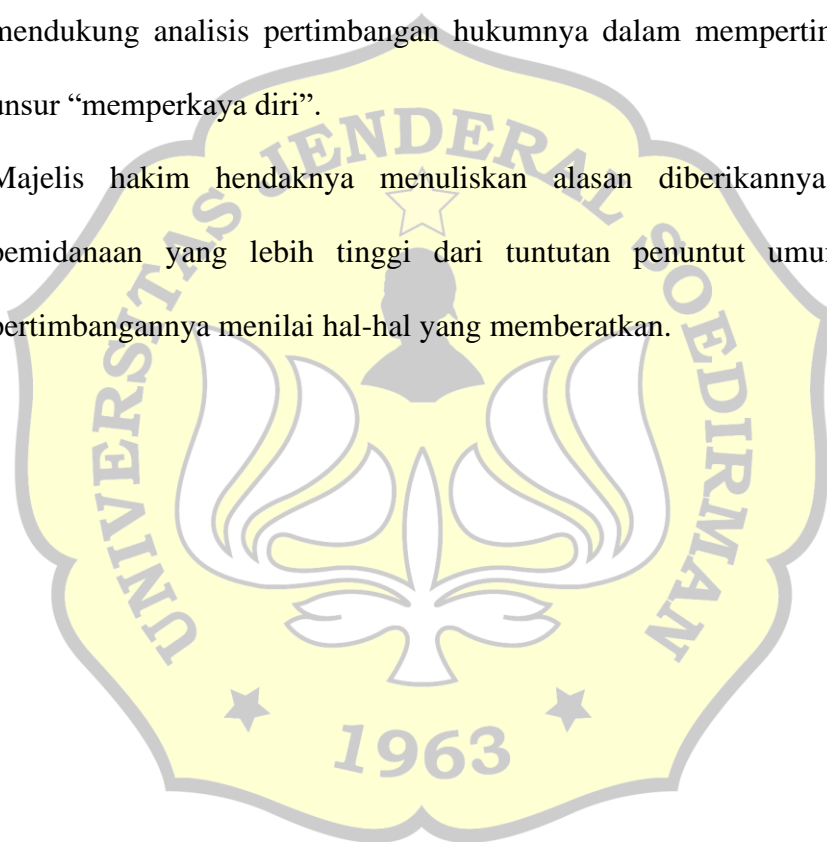 mendukung analisis pertimbangan hukumnya dalam
unsur “memperkaya diri”.
Majelis hakim hendaknya menuliskan alasan diberikannya
pemidanaan yang lebih tinggi dari tuntutan penuntut
pertimbangannya menilai hal-hal yang memberatkan.
UNIVERSITAS JENDERAL SOEDIRMAN
1963